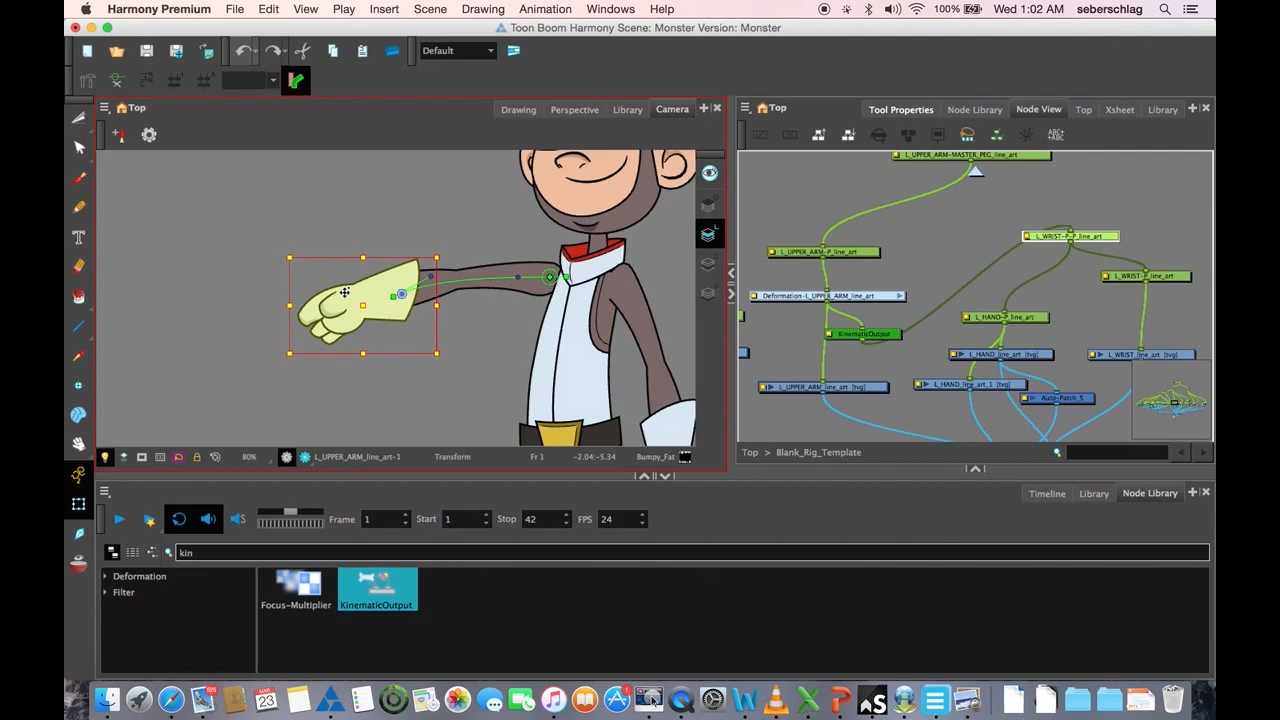 Harmony Premium File Edit View Play Insert Scene Drawing Animation Windows Help 100% Wed 1:02 AM seberschlag
Toon Boom Harmony Scene: Monster Version: Monster
Default
Top Drawing Perspective Library Camera
Top Tool Properties Node Library Node View Top Xsheet Library
L_UPPER_ARM-MASTER_PEG_line_art
L_WRIST-P-P_line_art
L_UPPER_ARM-P_line_art
L_WRIST-P_line_art
Deformation-L_UPPER_ARM_line_art
L_HAND-P_line_art
KinematicOutput
L_HAND_line_art [tvg] L_WRIST_line_art [tvg]
L_UPPER_ARM_line_art [tvg] L_HAND_line_art_1 [tvg]
Auto-Patch_5
80% L_UPPER_ARM_line_art-1 Transform Fr 1 -2.04:-5.34 Bumpy_Fat
Top > Blank_Rig_Template
Timeline Library Node Library
Frame 1 Start 1 Stop 42 FPS 24
kin
Deformation
Filter
Focus-Multiplier KinematicOutput